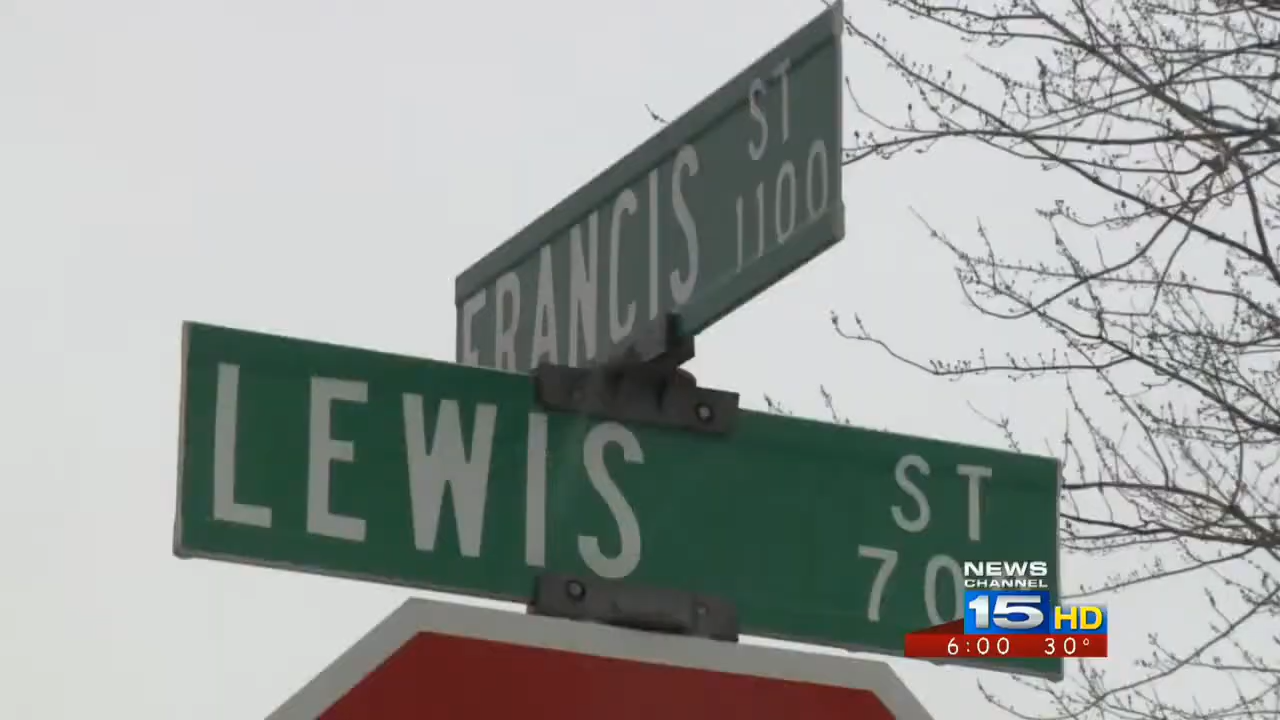 FRANCIS ST
1100
LEWIS ST
70
NEWS
CHANNEL
15 HD
6:00 30°